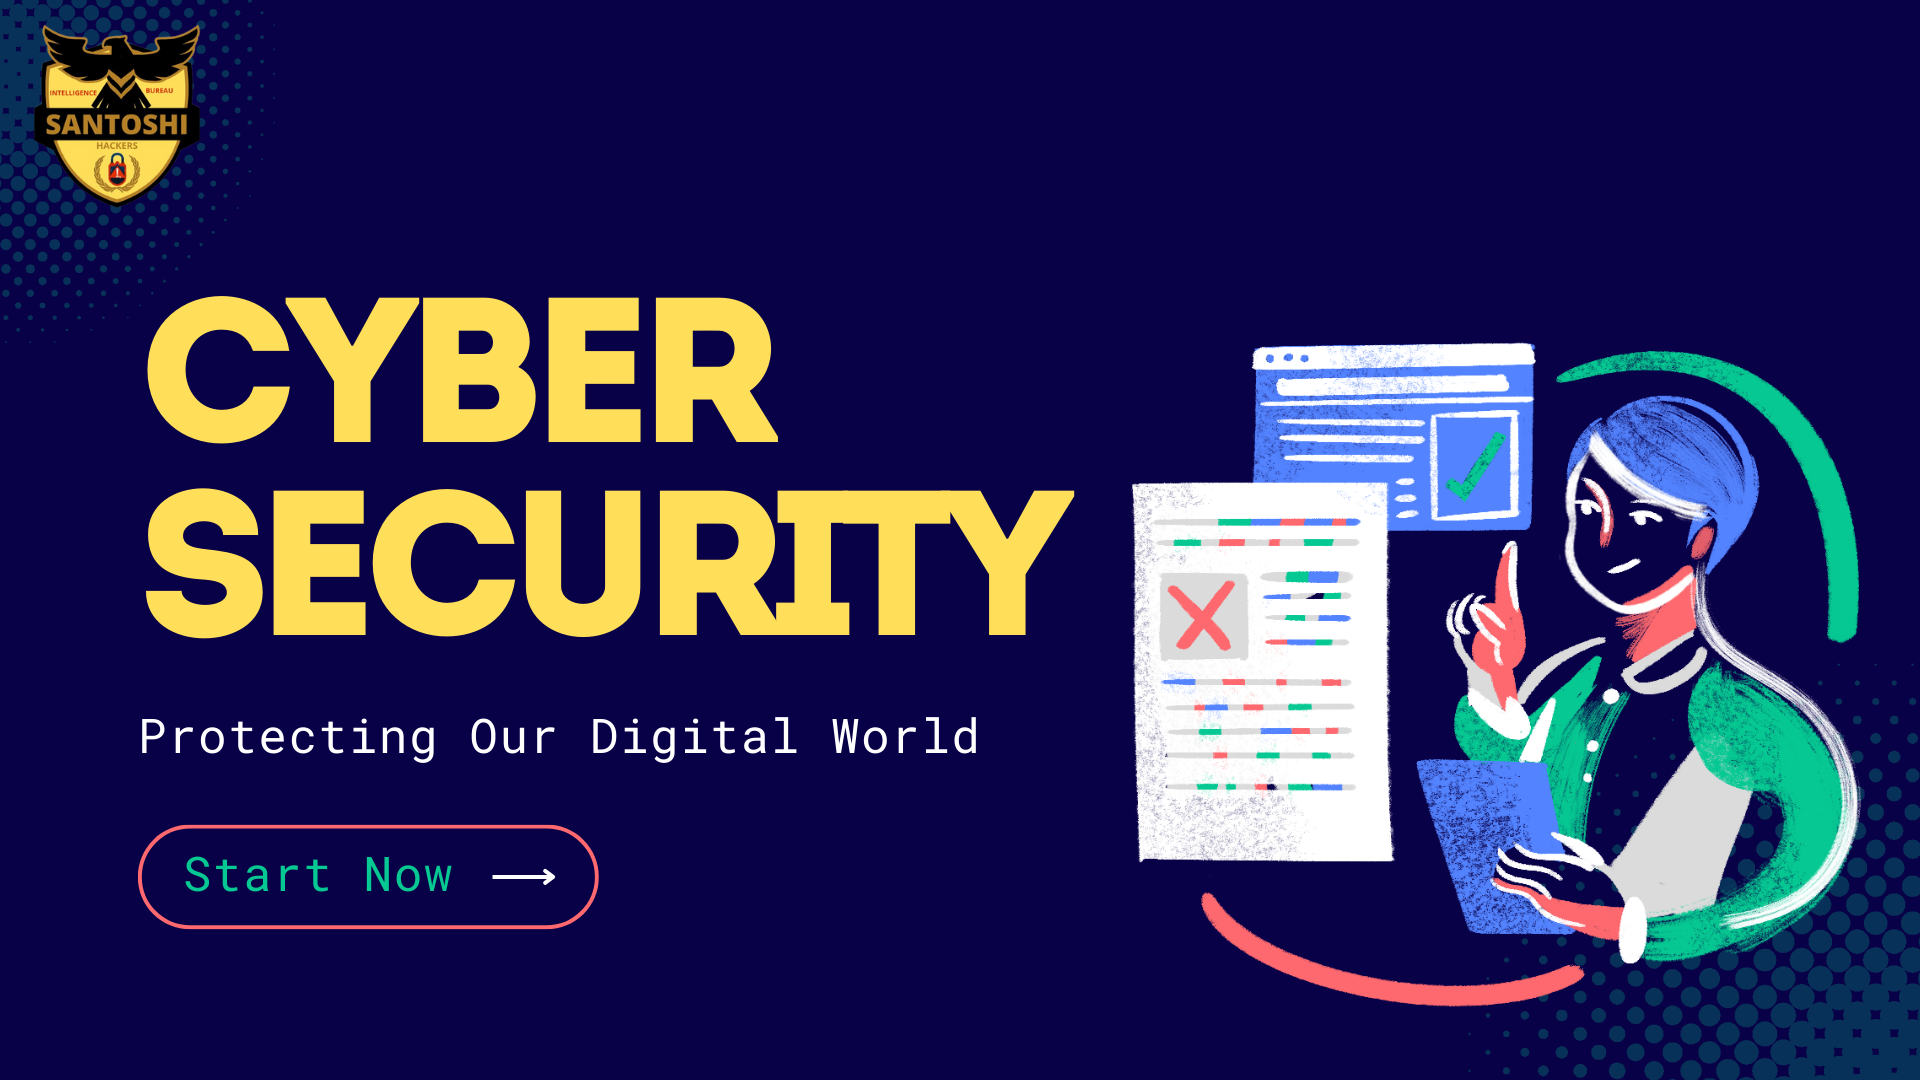 INTELLIGENCE BUREAU
SANTOSHI
HACKERS
CYBER
SECURITY
Protecting Our Digital World
Start Now